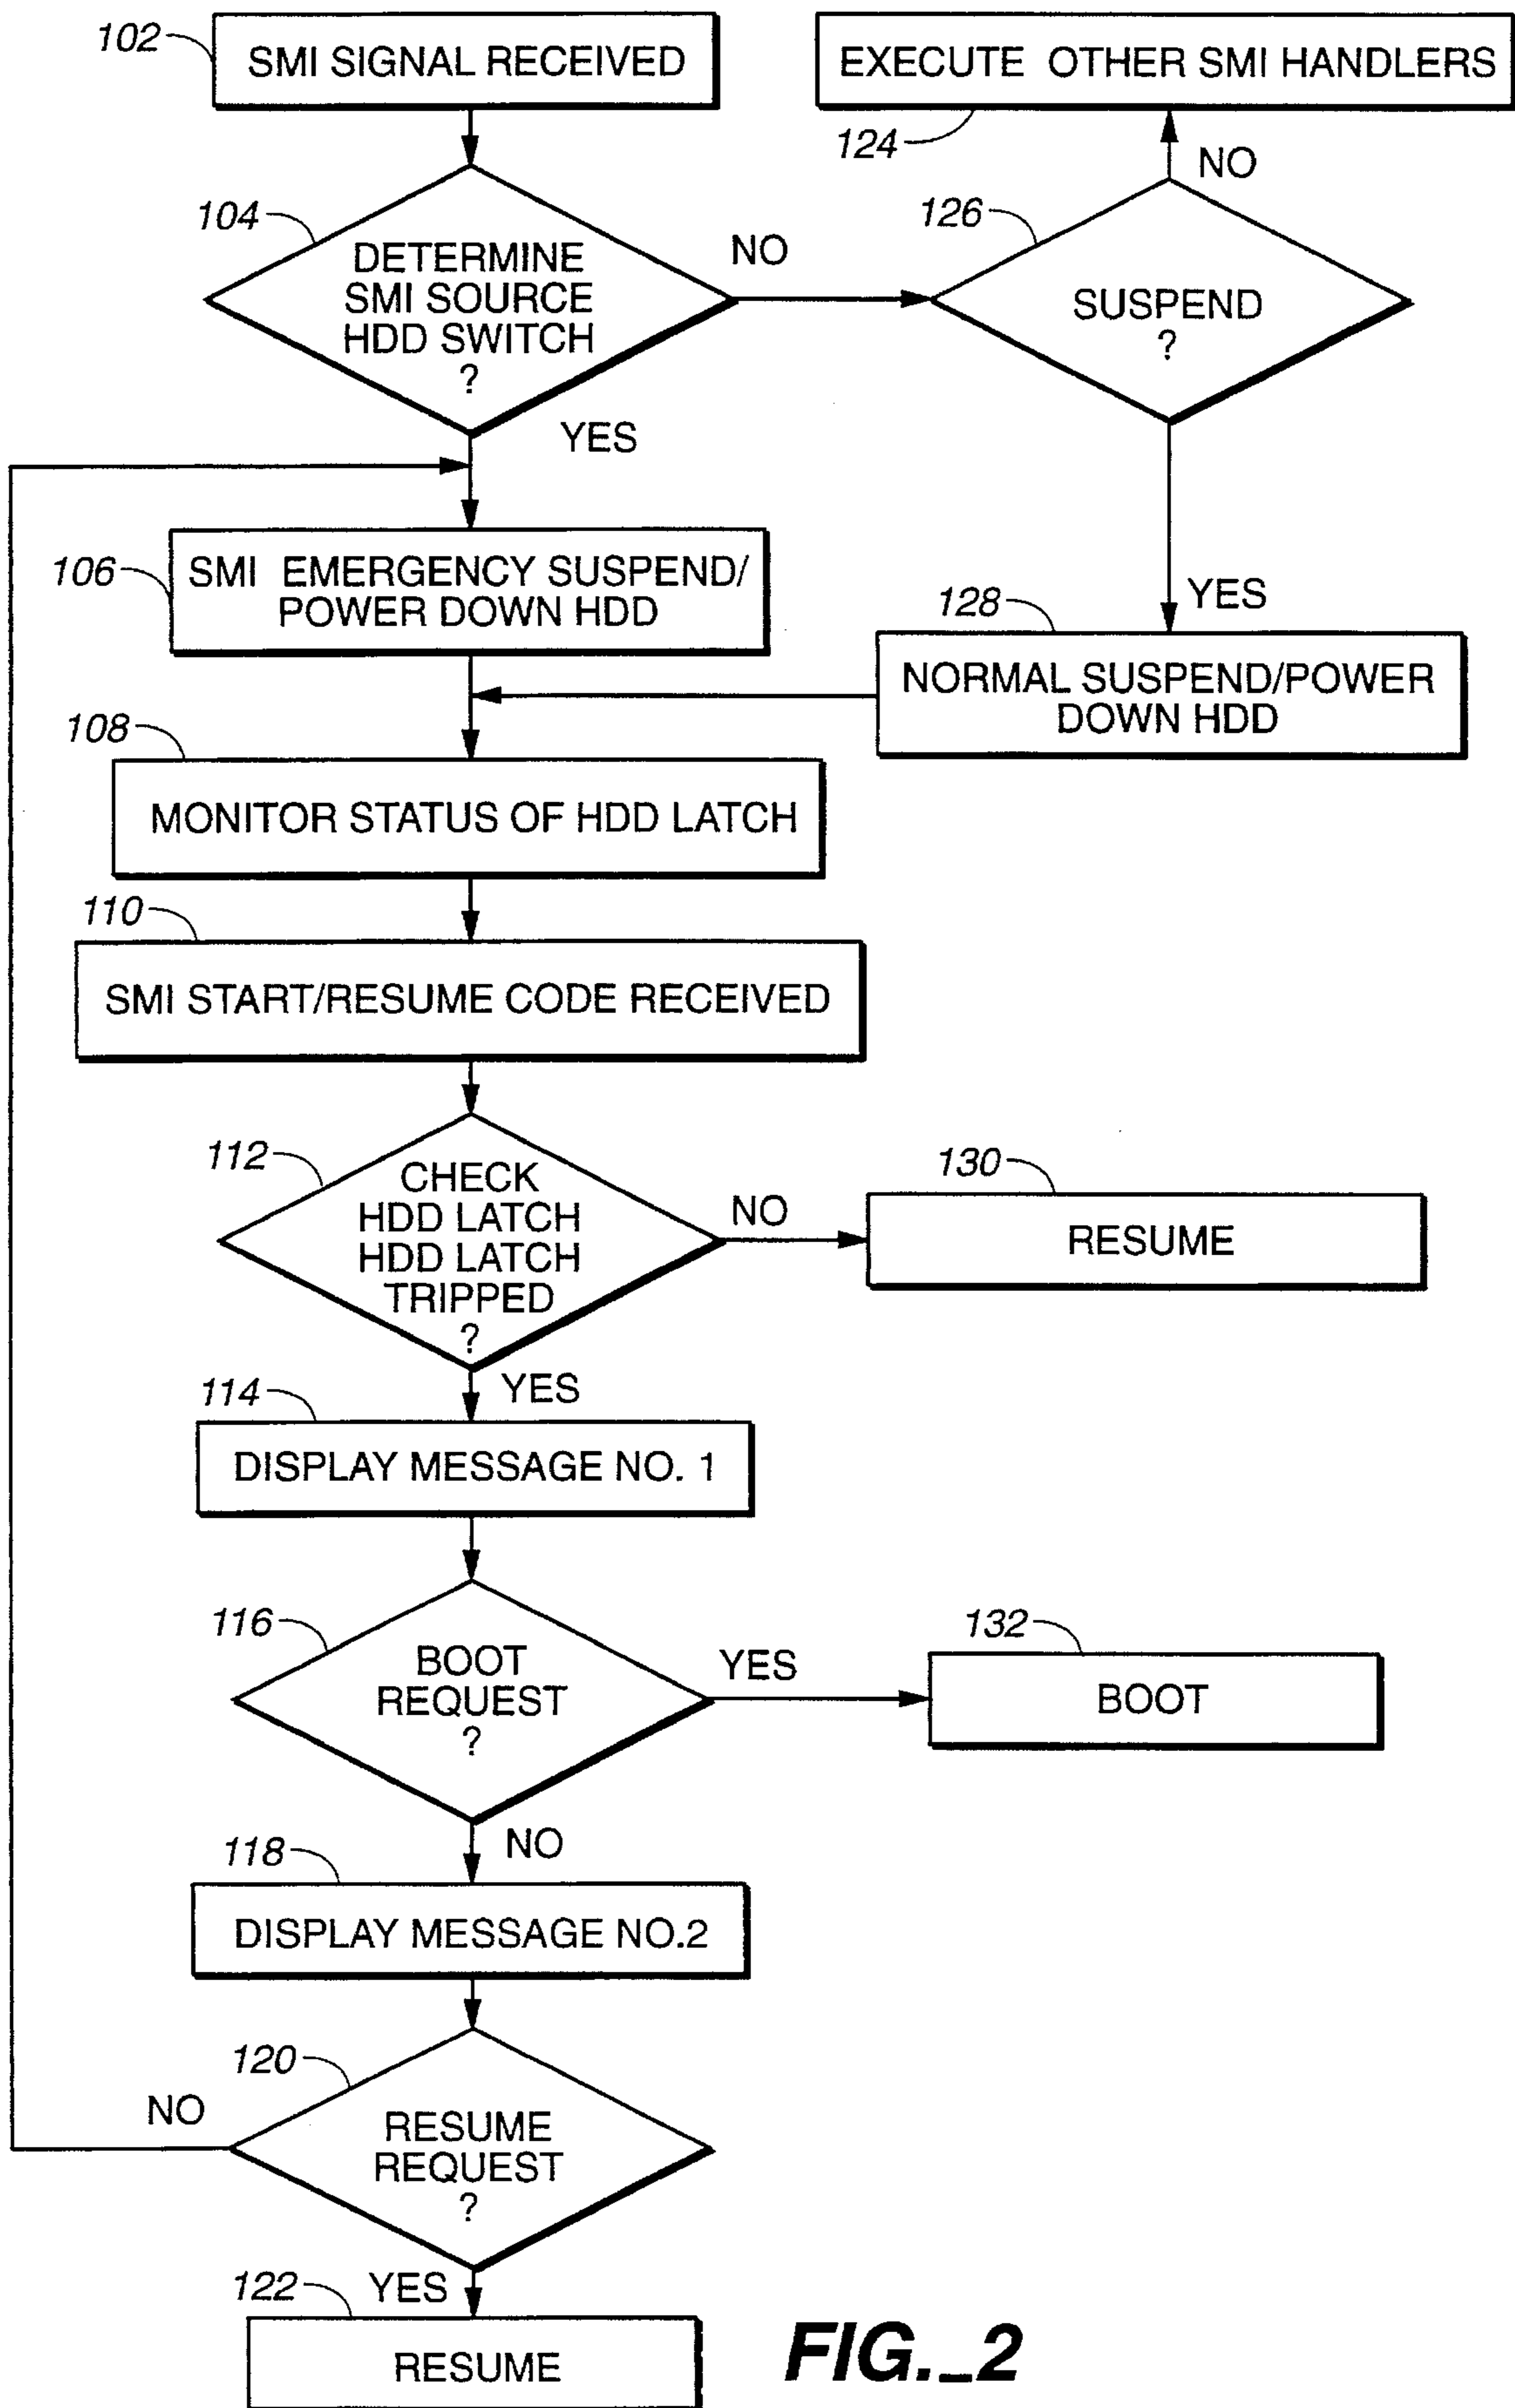 102
SMI SIGNAL RECEIVED
EXECUTE OTHER SMI HANDLERS
124
NO
104
DETERMINE
SMI SOURCE
HDD SWITCH
?
NO
126
SUSPEND
?
YES
YES
106
SMI EMERGENCY SUSPEND/
POWER DOWN HDD
128
NORMAL SUSPEND/POWER
DOWN HDD
108
MONITOR STATUS OF HDD LATCH
110
SMI START/RESUME CODE RECEIVED
112
CHECK
HDD LATCH
HDD LATCH
TRIPPED
?
NO
130
RESUME
YES
114
DISPLAY MESSAGE NO. 1
116
BOOT
REQUEST
?
YES
132
BOOT
NO
118
DISPLAY MESSAGE NO.2
120
RESUME
REQUEST
?
NO
YES
122
RESUME
FIG._2